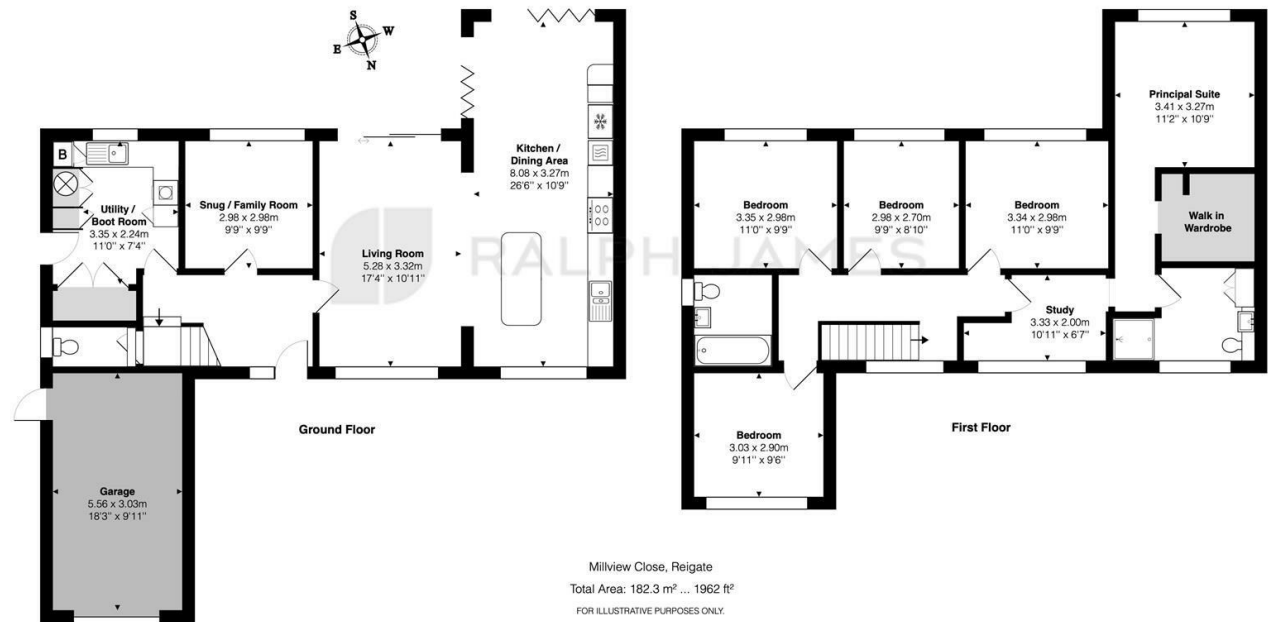 S
W
E
N
B
Utility /
Boot Room
3.35 x 2.24m
11'0" x 7'4"
Snug / Family Room
2.98 x 2.98m
9'9" x 9'9"
Living Room
5.28 x 3.32m
17'4" x 10'11"
Kitchen /
Dining Area
8.08 x 3.27m
26'6" x 10'9"
RALPH JAMES
Garage
5.56 x 3.03m
18'3" x 9'11"
Ground Floor
Principal Suite
3.41 x 3.27m
11'2" x 10'9"
Bedroom
3.35 x 2.98m
11'0" x 9'9"
Bedroom
2.98 x 2.70m
9'9" x 8'10"
Bedroom
3.34 x 2.98m
11'0" x 9'9"
Walk in
Wardrobe
Study
3.33 x 2.00m
10'11" x 6'7"
Bedroom
3.03 x 2.90m
9'11" x 9'6"
First Floor
Millview Close, Reigate
Total Area: 182.3 m² ... 1962 ft²
FOR ILLUSTRATIVE PURPOSES ONLY.